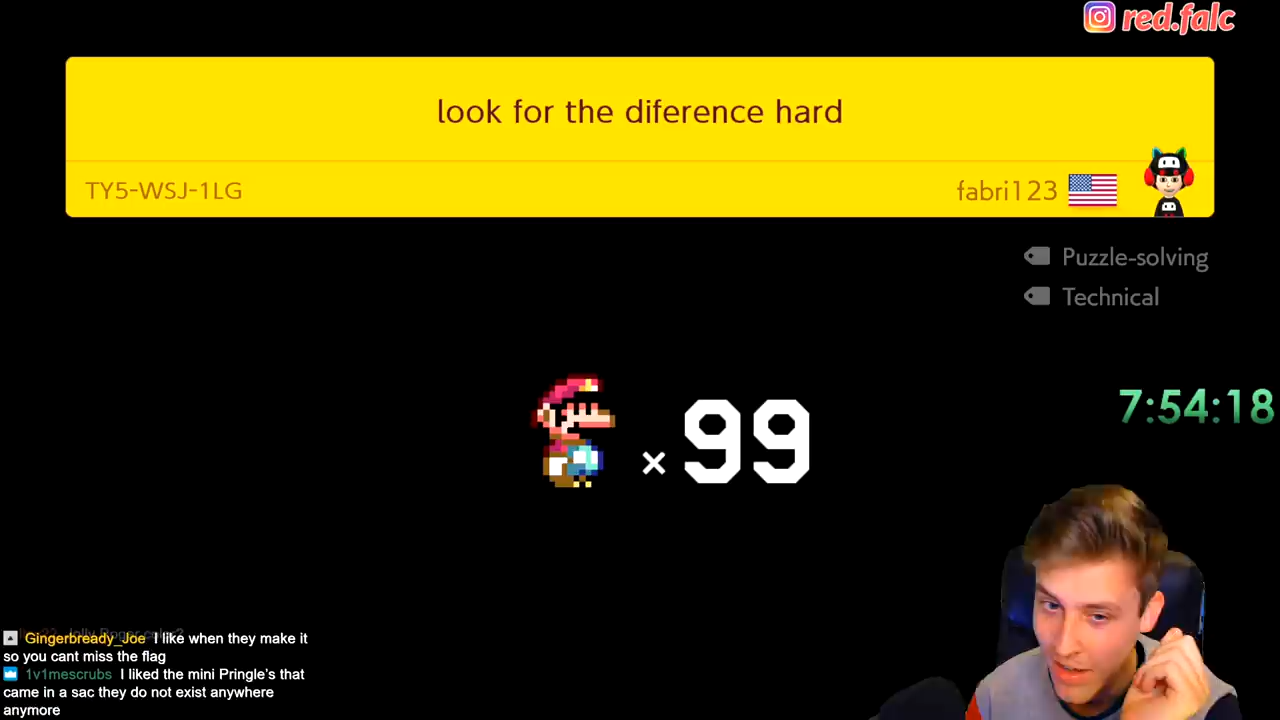 red.falc
look for the diference hard
TY5-WSJ-1LG
fabri123
Puzzle-solving
Technical
× 99
7:54:18
Gingerbready_Joe I like when they make it
so you cant miss the flag
1v1mescrubs I liked the mini Pringle's that
came in a sac they do not exist anywhere
anymore